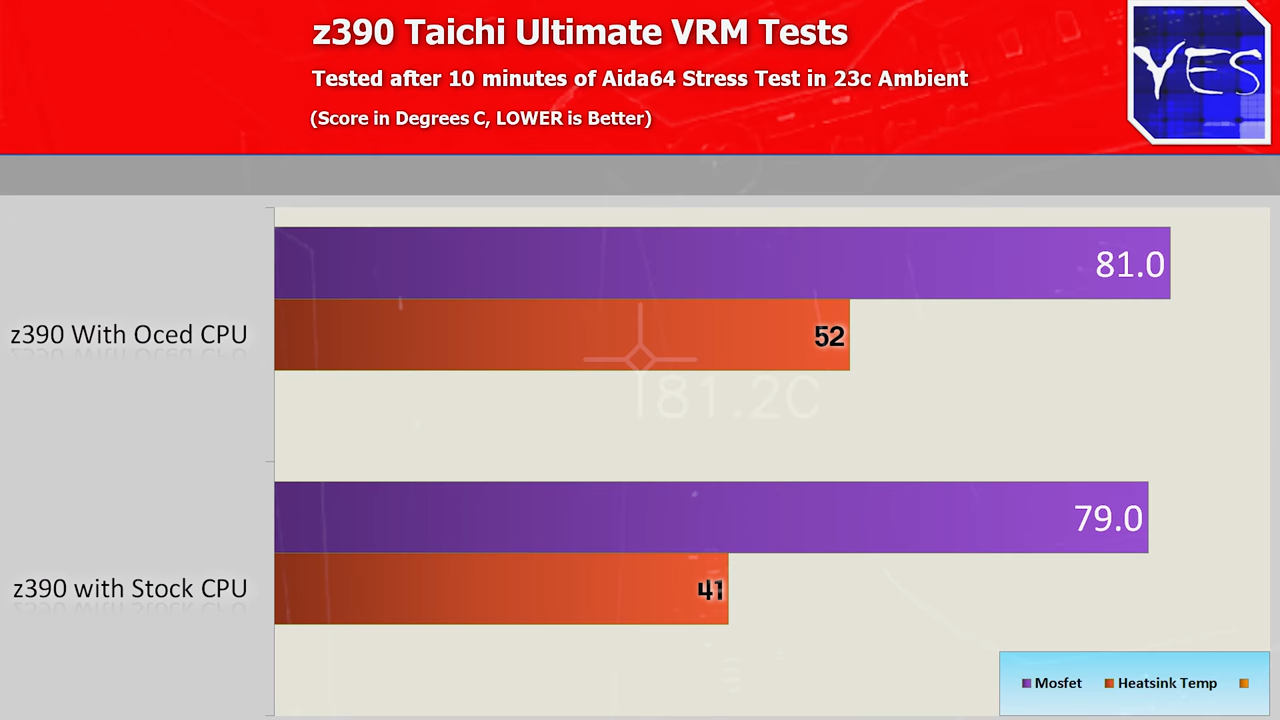 z390 Taichi Ultimate VRM Tests
Tested after 10 minutes of Aida64 Stress Test in 23c Ambient
(Score in Degrees C, LOWER is Better)
YES
81.0
z390 With Oced CPU
52
81.2C
79.0
z390 with Stock CPU
41
Mosfet Heatsink Temp